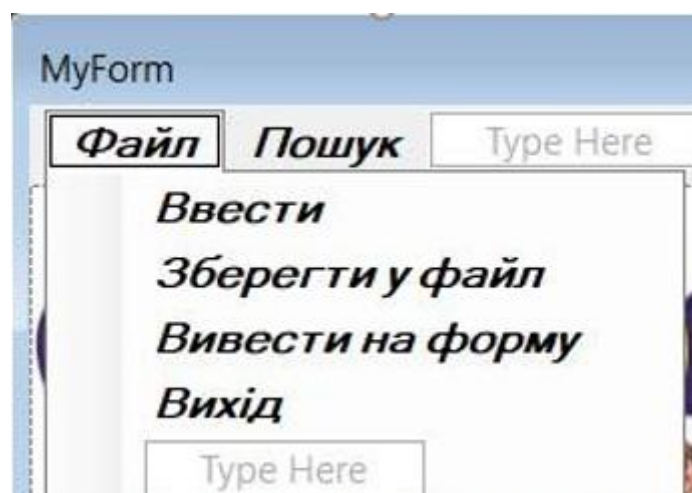 MyForm
Файл Пошук Type Here
Ввести
Зберегти у файл
Вивести на форму
Вихід
Type Here